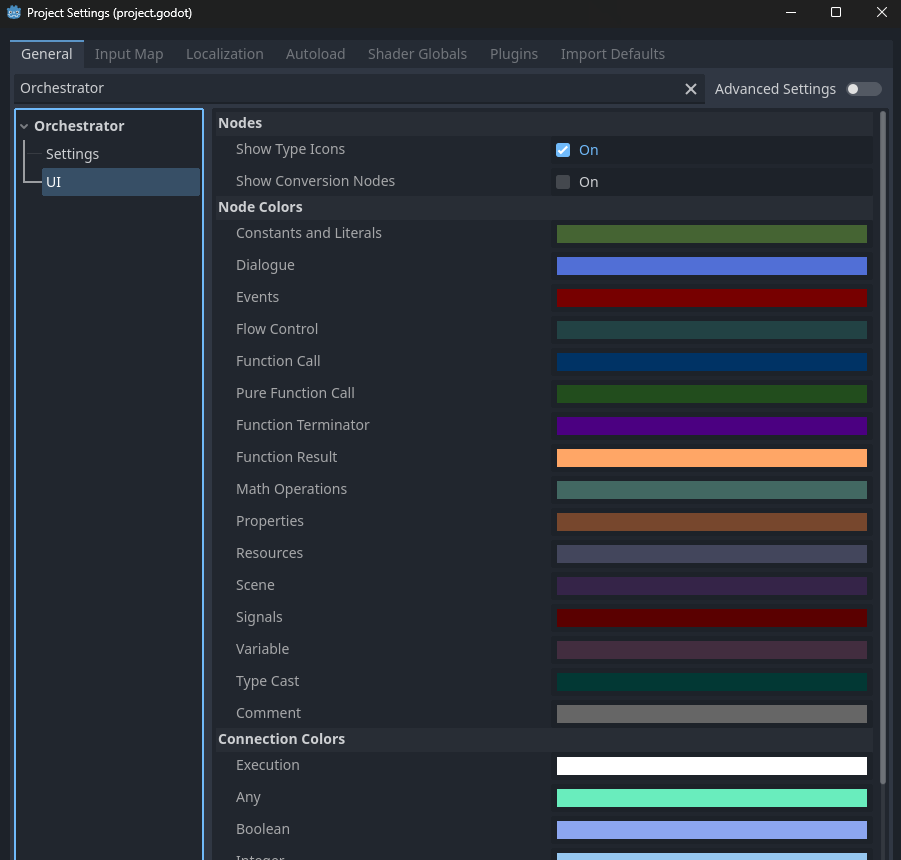 Project Settings (project.godot)
General Input Map Localization Autoload Shader Globals Plugins Import Defaults
Orchestrator Advanced Settings
Orchestrator
Settings
UI
Nodes
Show Type Icons On
Show Conversion Nodes On
Node Colors
Constants and Literals
Dialogue
Events
Flow Control
Function Call
Pure Function Call
Function Terminator
Function Result
Math Operations
Properties
Resources
Scene
Signals
Variable
Type Cast
Comment
Connection Colors
Execution
Any
Boolean
Integer